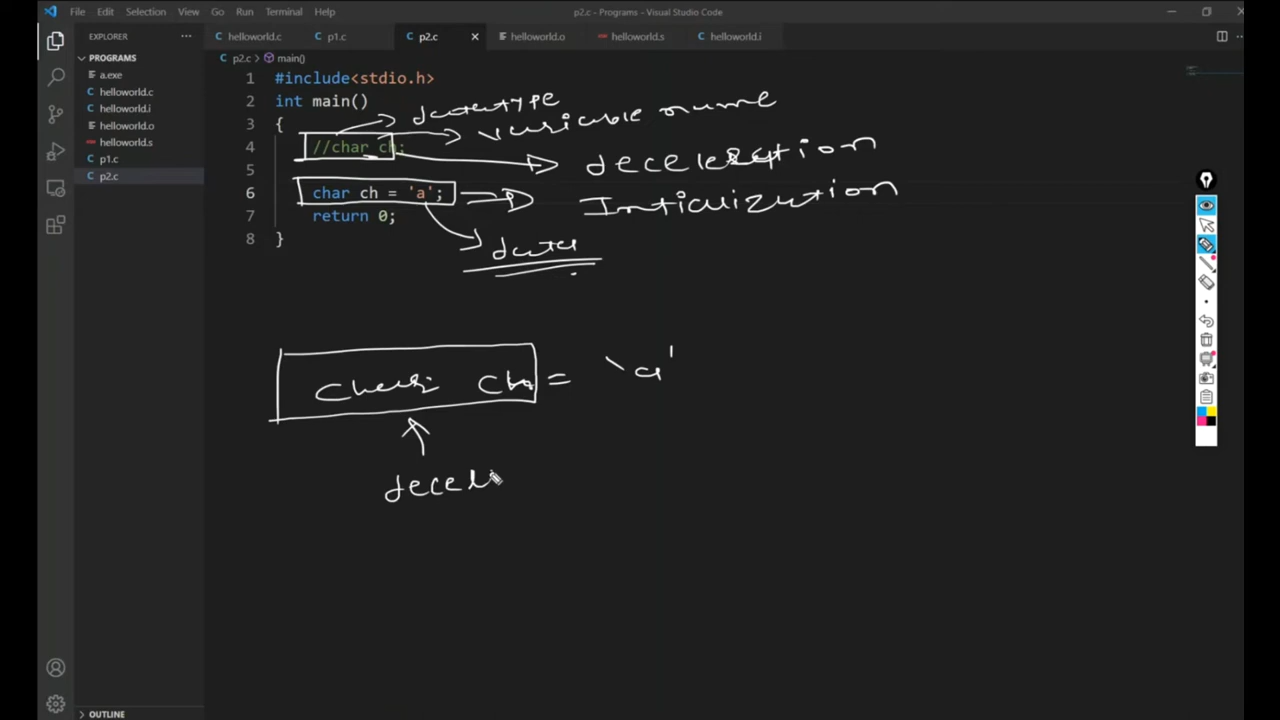 File Edit Selection View Go Run Terminal Help p2.c - Programs - Visual Studio Code
EXPLORER ···
helloworld.c p1.c p2.c helloworld.o helloworld.s helloworld.i
PROGRAMS
a.exe
helloworld.c
helloworld.i
helloworld.o
helloworld.s
p1.c
p2.c
p2.c > main()
1 #include<stdio.h>
2 int main()
3 {
4 //char ch;
5
6 char ch = 'a';
7 return 0;
8 }
datatype
variable name
deceleration
Intialization
data
char ch = 'a'
decel
OUTLINE